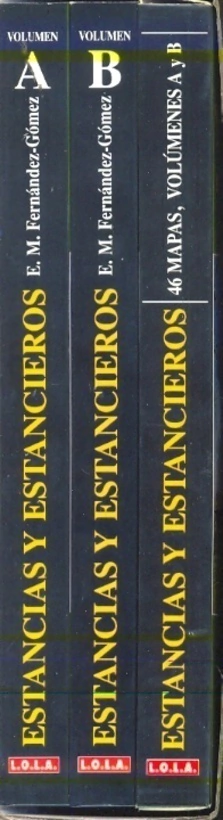 VOLUMEN
A
E. M. Fernández-Gómez
ESTANCIAS Y ESTANCIEROS
L.O.L.A.
VOLUMEN
B
E. M. Fernández-Gómez
ESTANCIAS Y ESTANCIEROS
L.O.L.A.
46 MAPAS, VOLÚMENES A y B
ESTANCIAS Y ESTANCIEROS
L.O.L.A.